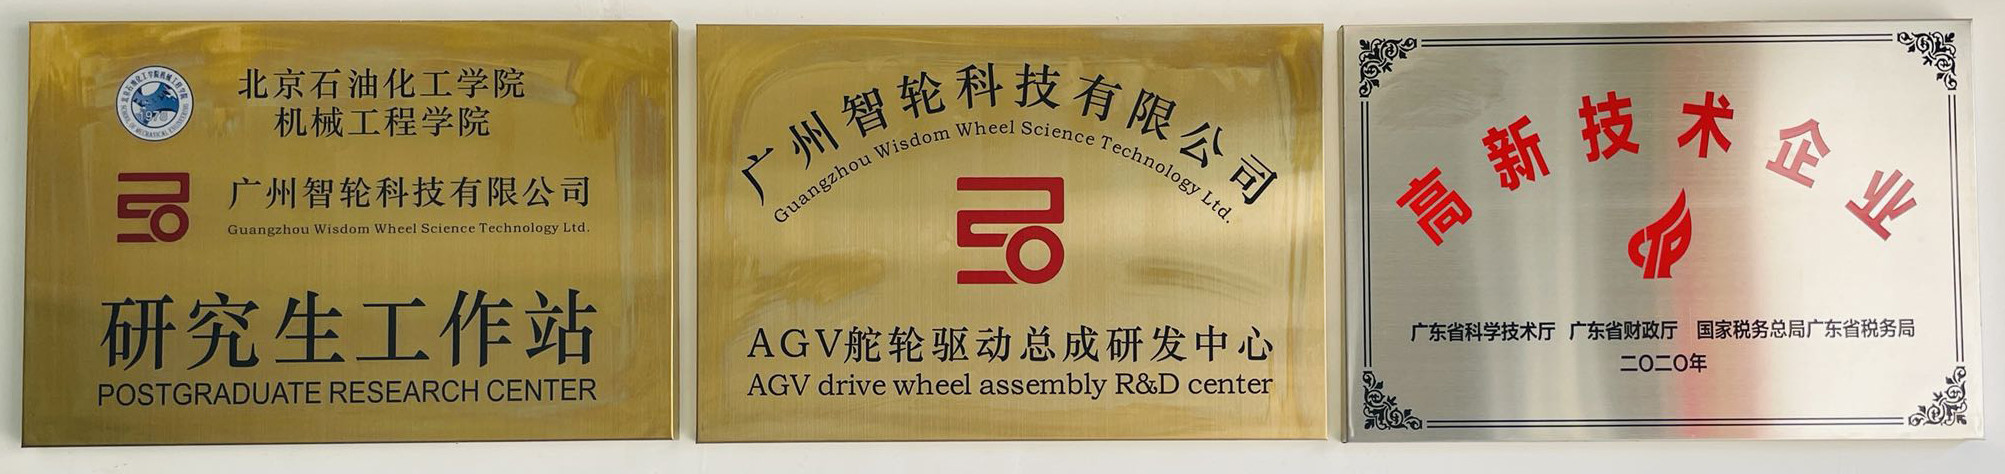 北京石油化工学院
机械工程学院
1978
广州智轮科技有限公司
Guangzhou Wisdom Wheel Science Technology Ltd.
研究生工作站
POSTGRADUATE RESEARCH CENTER
广州智轮科技有限公司
Guangzhou Wisdom Wheel Science Technology Ltd.
AGV舵轮驱动总成研发中心
AGV drive wheel assembly R&D center
高新技术企业
广东省科学技术厅 广东省财政厅 国家税务总局广东省税务局
二〇二〇年